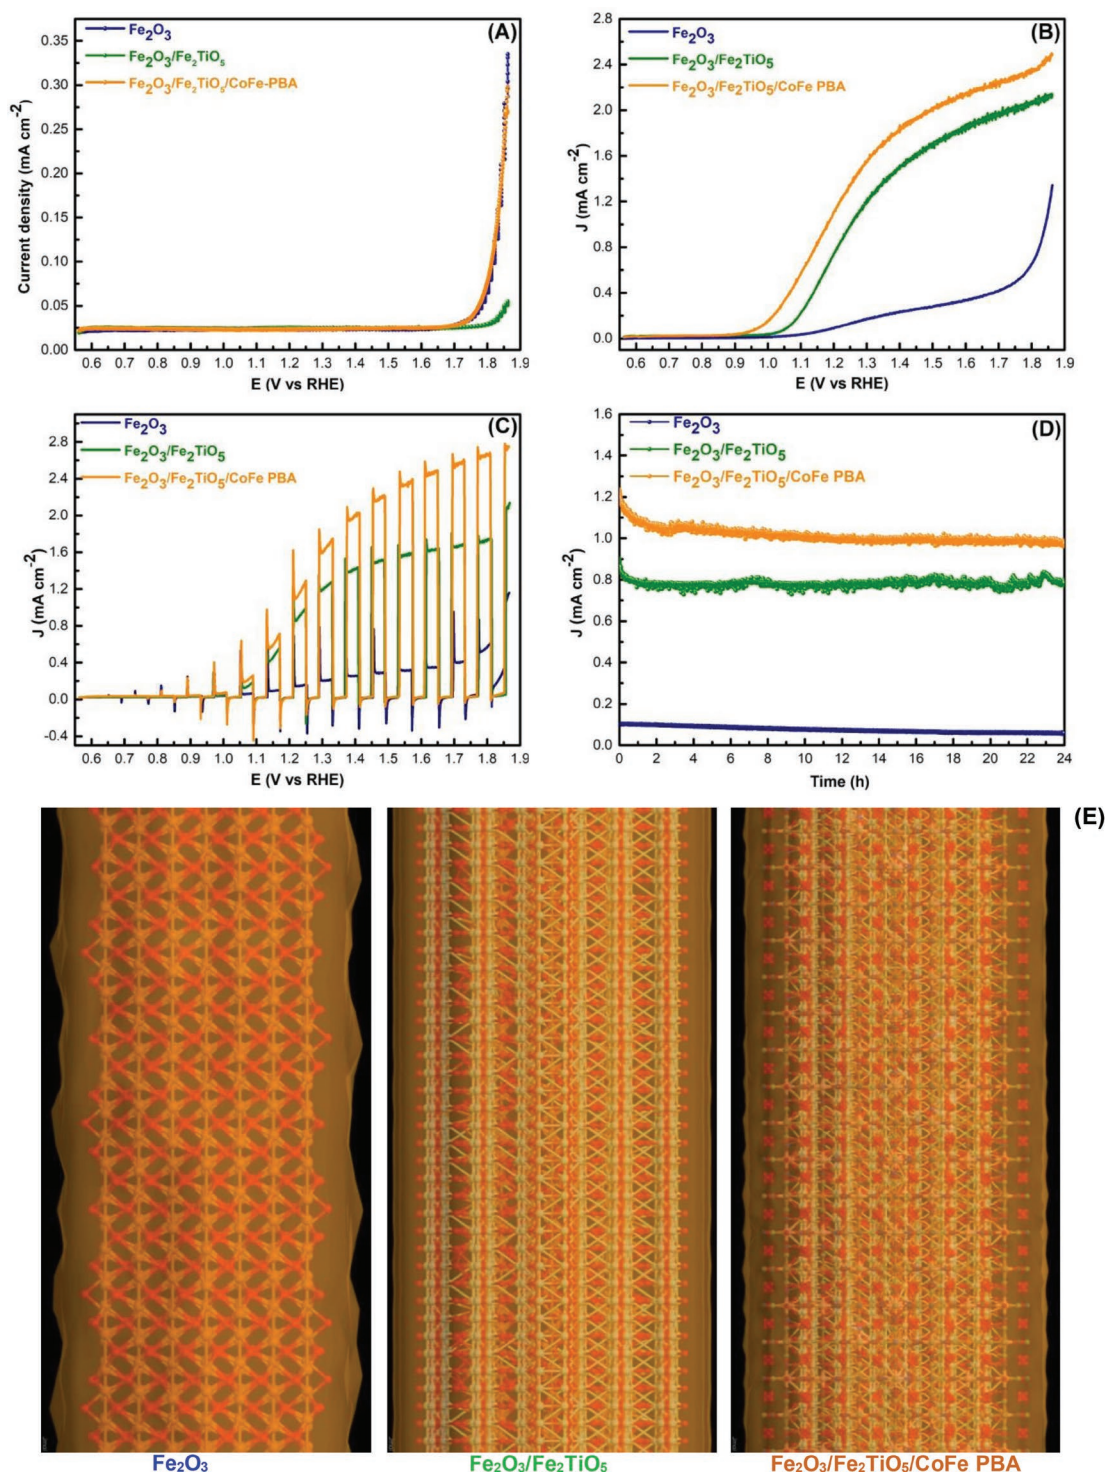 (A)
Fe₂O₃
Fe₂O₃/Fe₂TiO₅
Fe₂O₃/Fe₂TiO₅/CoFe-PBA
Current density (mA cm⁻²)
0.35
0.30
0.25
0.20
0.15
0.10
0.05
0.00
0.6 0.7 0.8 0.9 1.0 1.1 1.2 1.3 1.4 1.5 1.6 1.7 1.8 1.9
E (V vs RHE)
(B)
Fe₂O₃
Fe₂O₃/Fe₂TiO₅
Fe₂O₃/Fe₂TiO₅/CoFe PBA
J (mA cm⁻²)
2.8
2.4
2.0
1.6
1.2
0.8
0.4
0.0
0.6 0.7 0.8 0.9 1.0 1.1 1.2 1.3 1.4 1.5 1.6 1.7 1.8 1.9
E (V vs RHE)
(C)
Fe₂O₃
Fe₂O₃/Fe₂TiO₅
Fe₂O₃/Fe₂TiO₅/CoFe PBA
J (mA cm⁻²)
2.8
2.4
2.0
1.6
1.2
0.8
0.4
0.0
-0.4
0.6 0.7 0.8 0.9 1.0 1.1 1.2 1.3 1.4 1.5 1.6 1.7 1.8 1.9
E (V vs RHE)
(D)
Fe₂O₃
Fe₂O₃/Fe₂TiO₅
Fe₂O₃/Fe₂TiO₅/CoFe PBA
J (mA cm⁻²)
1.6
1.4
1.2
1.0
0.8
0.6
0.4
0.2
0.0
0 2 4 6 8 10 12 14 16 18 20 22 24
Time (h)
(E)
Fe₂O₃
Fe₂O₃/Fe₂TiO₅
Fe₂O₃/Fe₂TiO₅/CoFe PBA